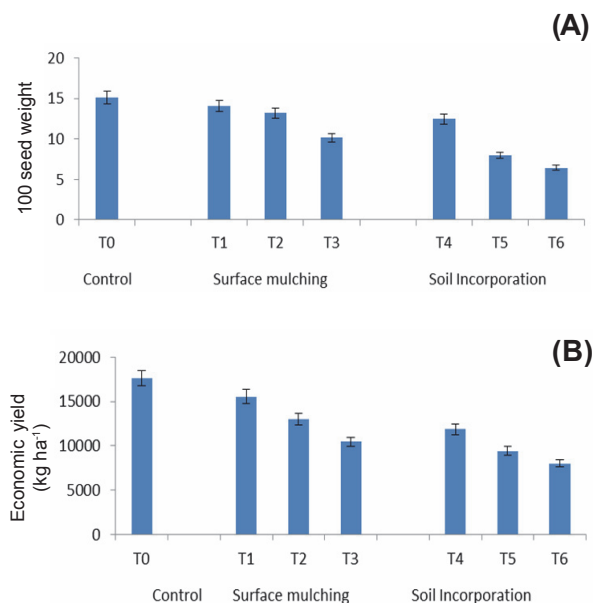 (A)
100 seed weight
20
15
10
5
0
T0 T1 T2 T3 T4 T5 T6
Control Surface mulching Soil Incorporation
(B)
Economic yield
(kg ha-1)
20000
15000
10000
5000
0
T0 T1 T2 T3 T4 T5 T6
Control Surface mulching Soil Incorporation